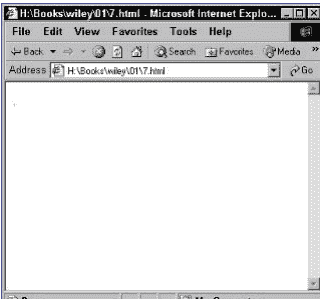 H:\Books\wiley\01\7.html - Microsoft Internet Explo...
File Edit View Favorites Tools Help
Back Search Favorites Media »
Address H:\Books\wiley\01\7.html Go